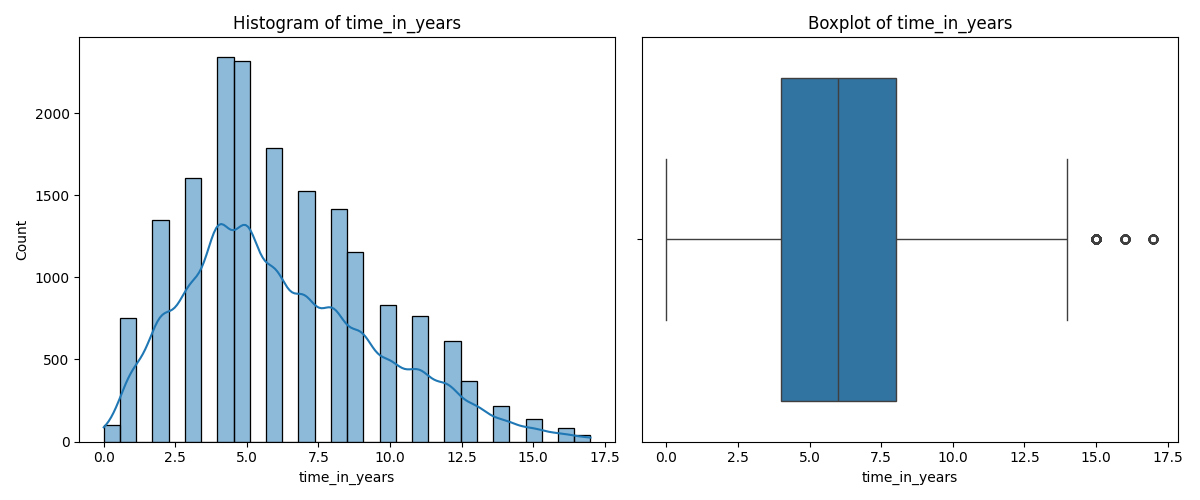 Histogram of time_in_years
Count
2000
1500
1000
500
0
0.0 2.5 5.0 7.5 10.0 12.5 15.0 17.5
time_in_years
Boxplot of time_in_years
0.0 2.5 5.0 7.5 10.0 12.5 15.0 17.5
time_in_years